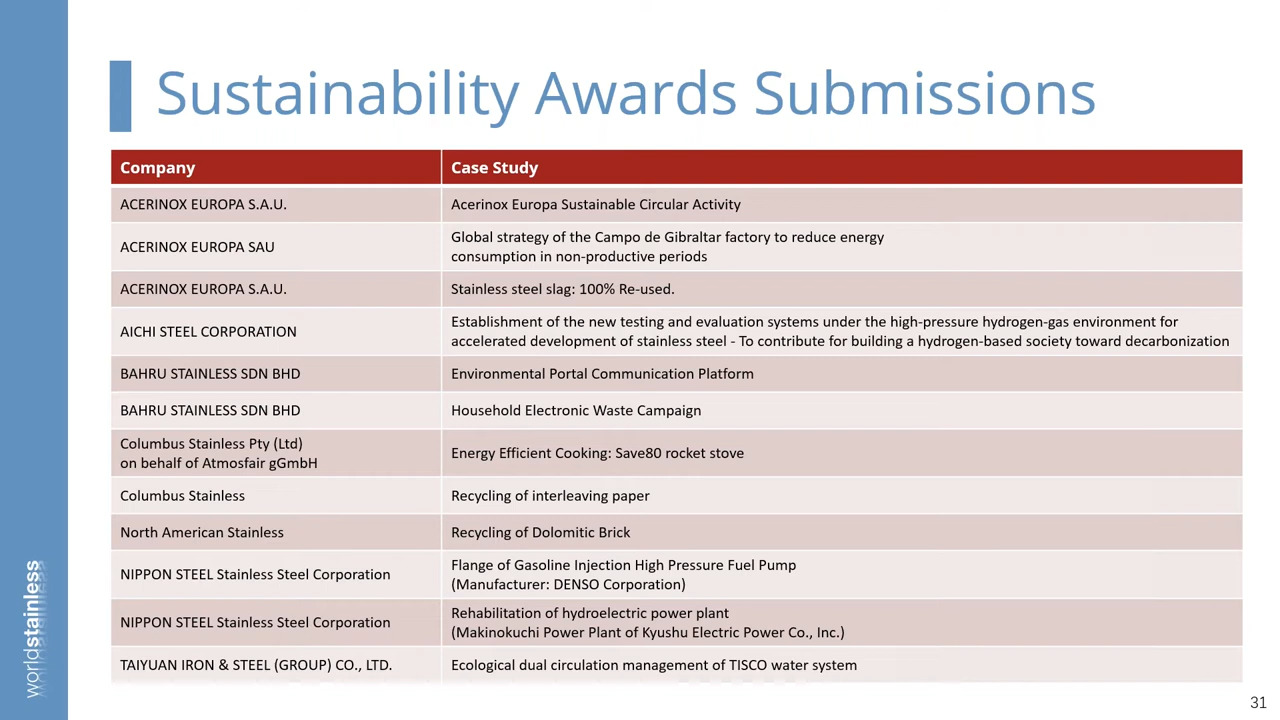 Sustainability Awards Submissions
Company
Case Study
ACERINOX EUROPA S.A.U.
Acerinox Europa Sustainable Circular Activity
ACERINOX EUROPA SAU
Global strategy of the Campo de Gibraltar factory to reduce energy
consumption in non-productive periods
ACERINOX EUROPA S.A.U.
Stainless steel slag: 100% Re-used.
AICHI STEEL CORPORATION
Establishment of the new testing and evaluation systems under the high-pressure hydrogen-gas environment for
accelerated development of stainless steel - To contribute for building a hydrogen-based society toward decarbonization
BAHRU STAINLESS SDN BHD
Environmental Portal Communication Platform
BAHRU STAINLESS SDN BHD
Household Electronic Waste Campaign
Columbus Stainless Pty (Ltd)
on behalf of Atmosfair gGmbH
Energy Efficient Cooking: Save80 rocket stove
Columbus Stainless
Recycling of interleaving paper
North American Stainless
Recycling of Dolomitic Brick
NIPPON STEEL Stainless Steel Corporation
Flange of Gasoline Injection High Pressure Fuel Pump
(Manufacturer: DENSO Corporation)
NIPPON STEEL Stainless Steel Corporation
Rehabilitation of hydroelectric power plant
(Makinokuchi Power Plant of Kyushu Electric Power Co., Inc.)
TAIYUAN IRON & STEEL (GROUP) CO., LTD.
Ecological dual circulation management of TISCO water system
worldstainless
31